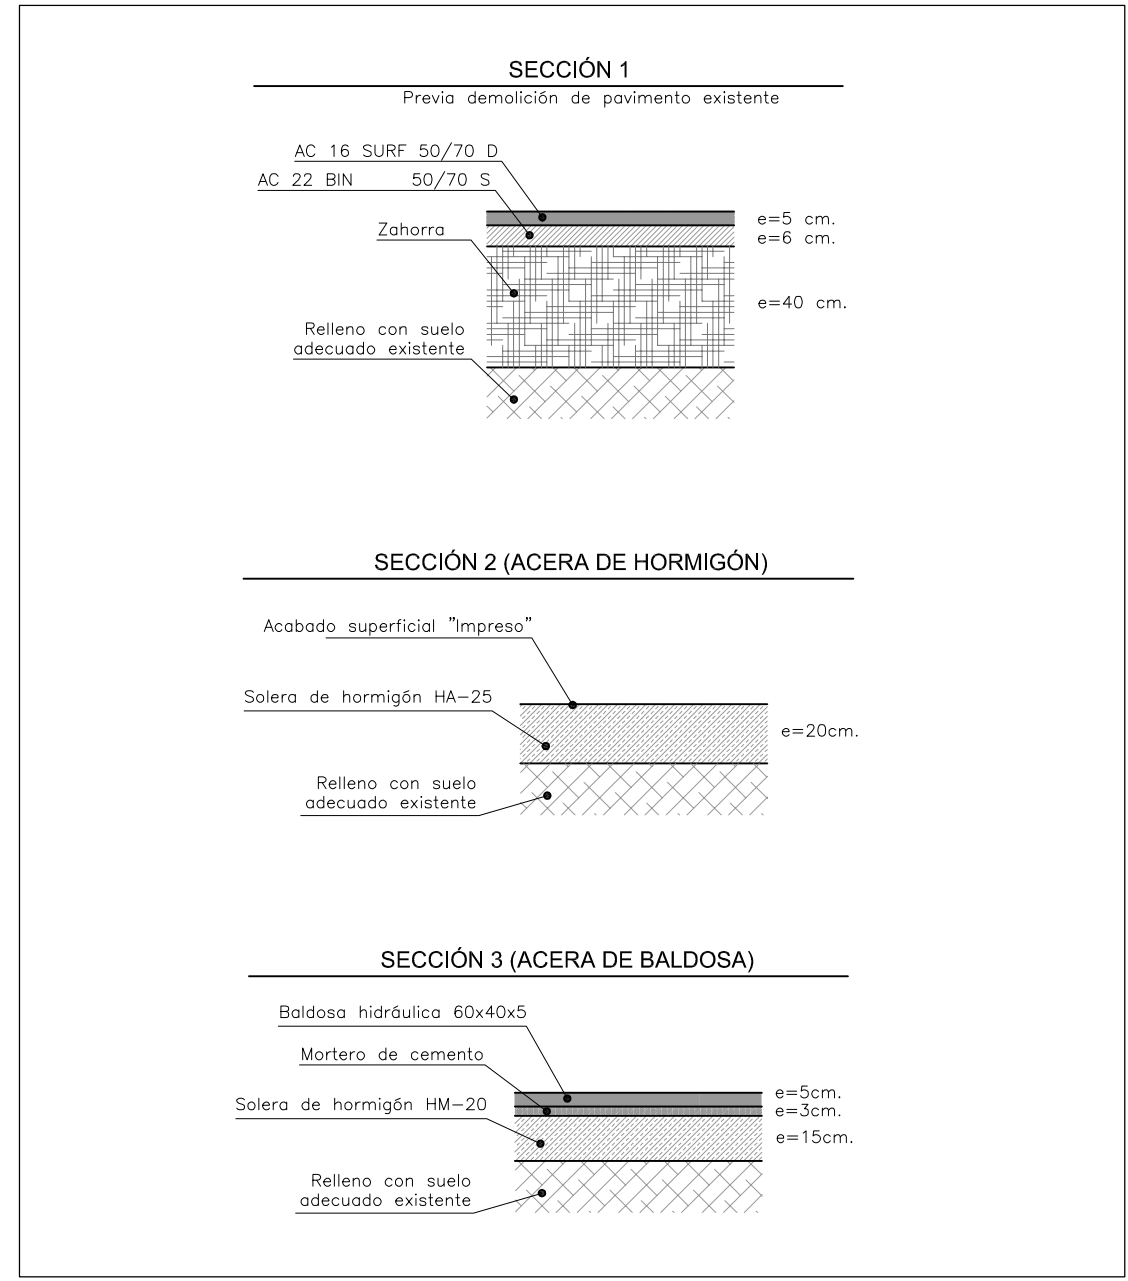 SECCIÓN 1
Previa demolición de pavimento existente
AC 16 SURF 50/70 D
AC 22 BIN 50/70 S
e=5 cm.
Zahorra
e=6 cm.
e=40 cm.
Relleno con suelo
adecuado existente
SECCIÓN 2 (ACERA DE HORMIGÓN)
Acabado superficial "Impreso"
Solera de hormigón HA-25
e=20cm.
Relleno con suelo
adecuado existente
SECCIÓN 3 (ACERA DE BALDOSA)
Baldosa hidráulica 60x40x5
Mortero de cemento
e=5cm.
Solera de hormigón HM-20
e=3cm.
e=15cm.
Relleno con suelo
adecuado existente